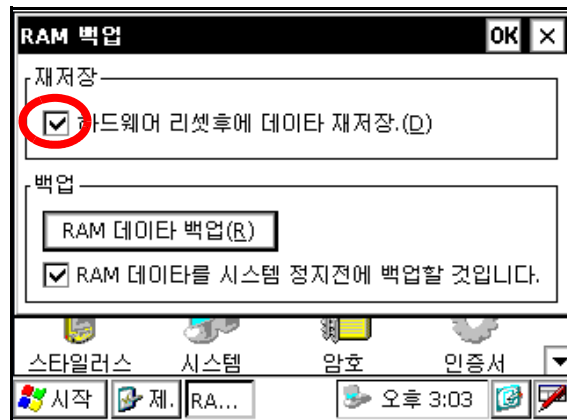 RAM 백업 OK ×
재저장
하드웨어 리셋후에 데이타 재저장.(D)
백업
RAM 데이타 백업(R)
RAM 데이타를 시스템 정지전에 백업할 것입니다.
스타일러스 시스템 암호 인증서
시작 제. RA... 오후 3:03